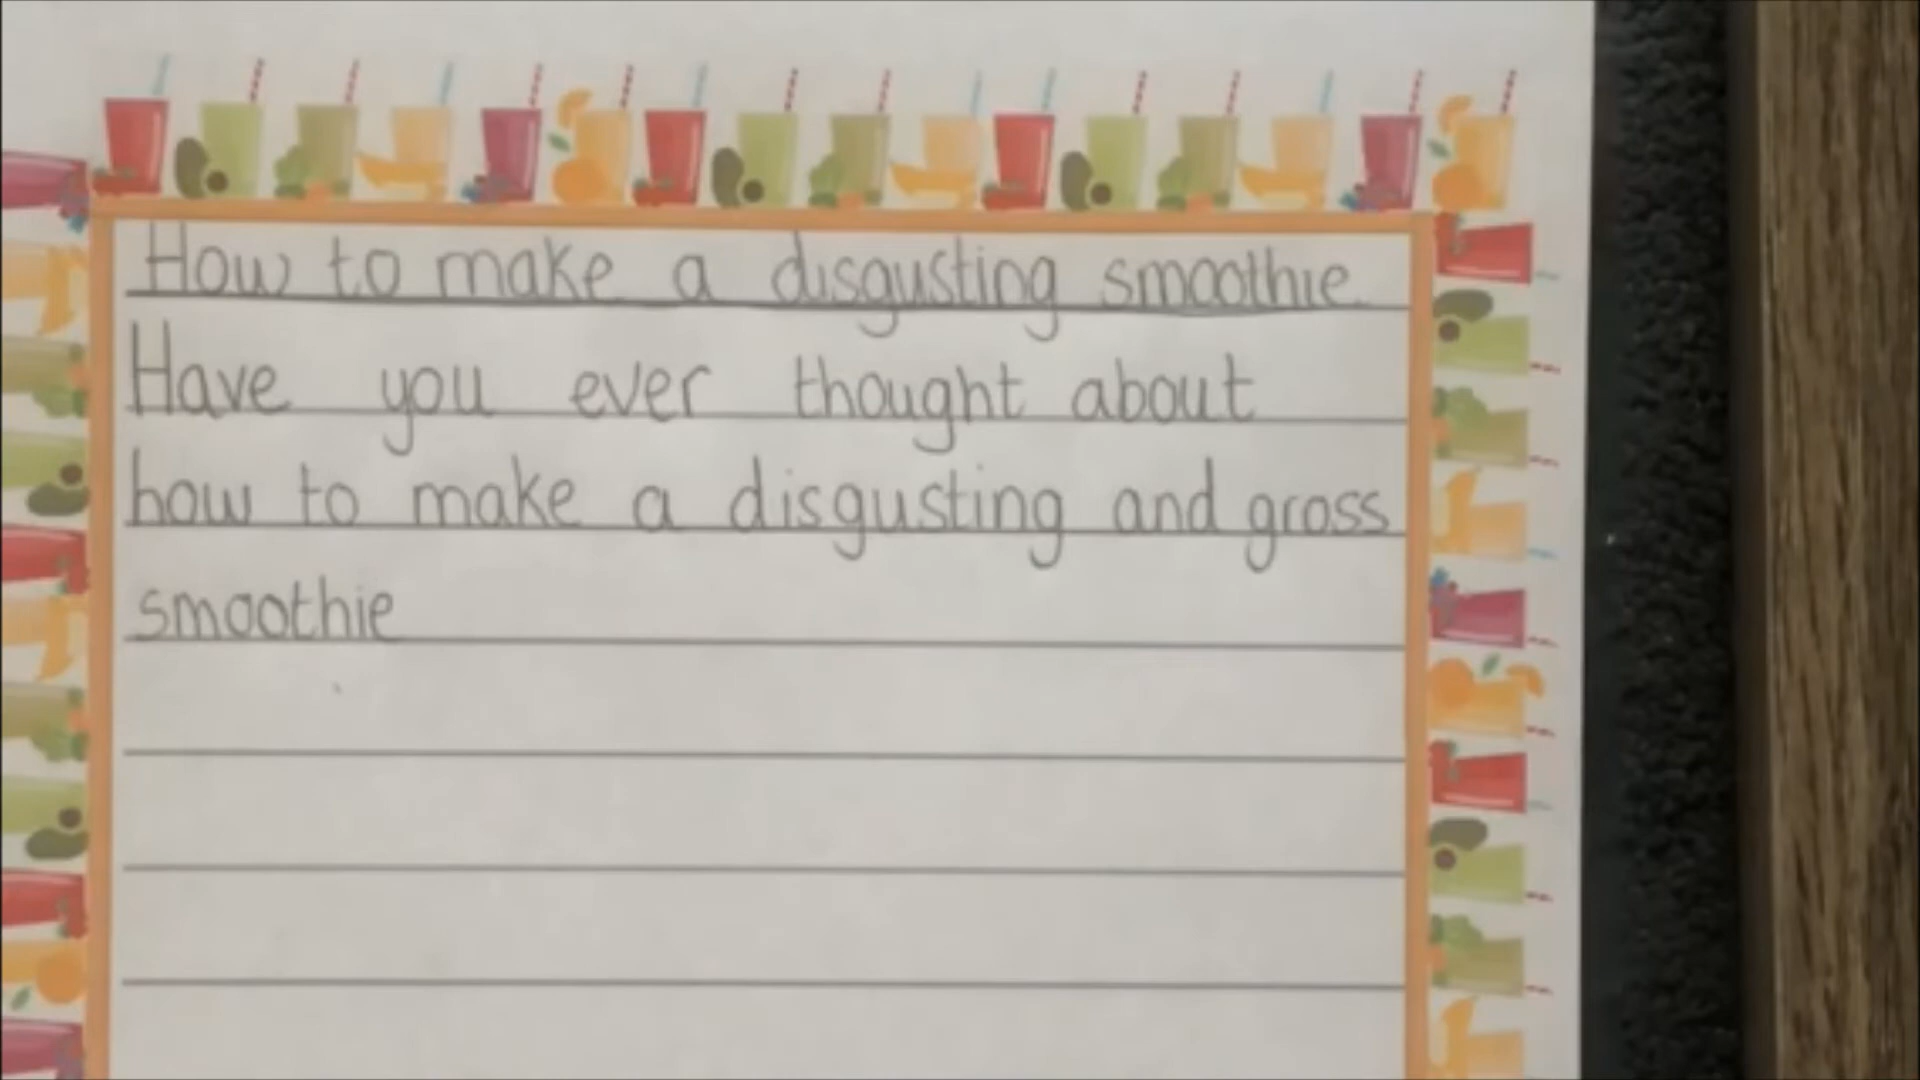 How to make a disgusting smoothie
Have you ever thought about
how to make a disgusting and gross
smoothie